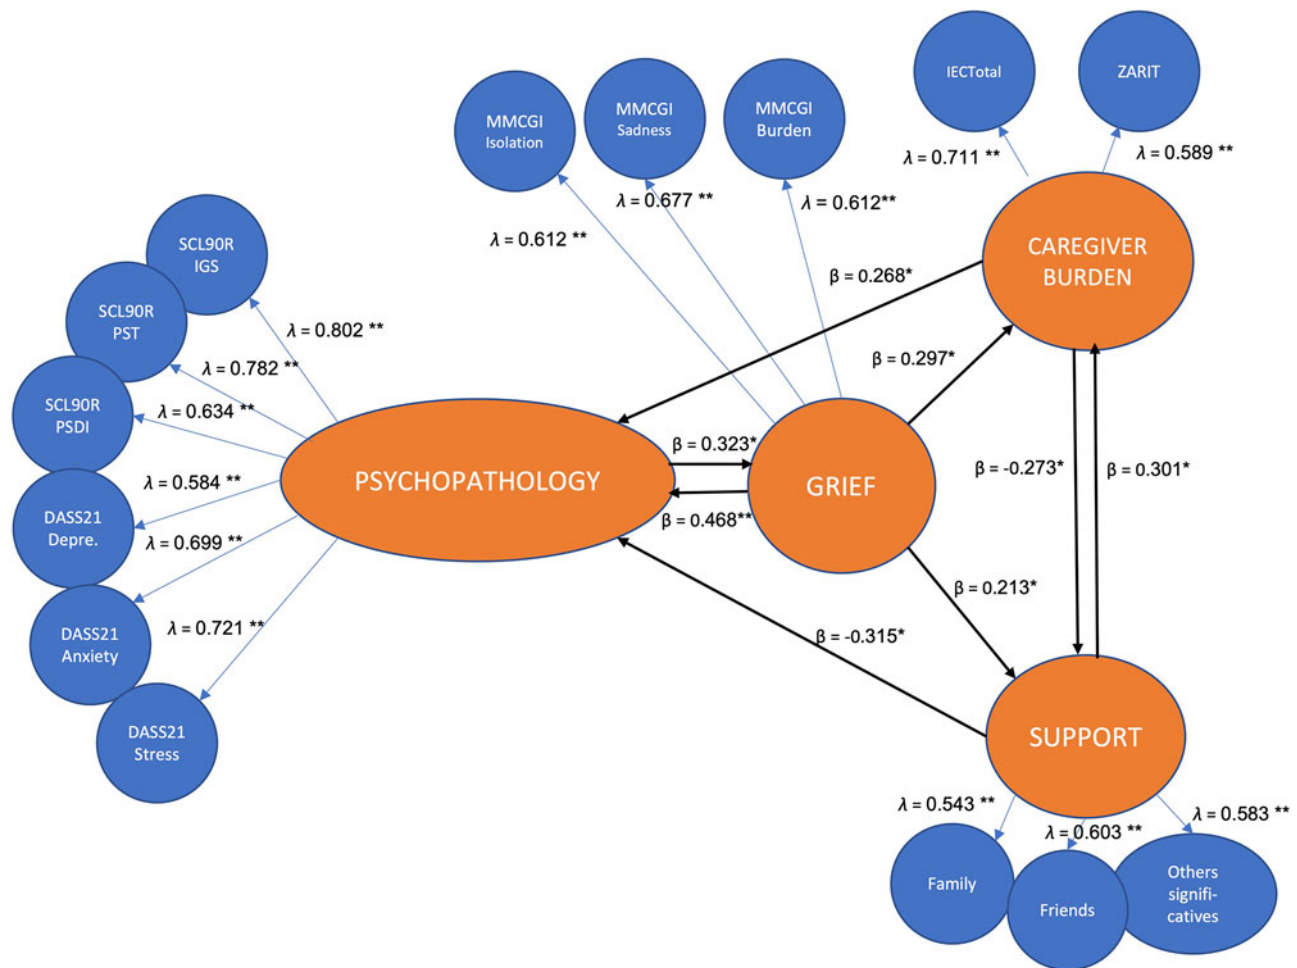 IECTotal
ZARIT
MMCGI
Isolation
MMCGI
Sadness
MMCGI
Burden
λ = 0.711 **
λ = 0.589 **
λ = 0.612 **
λ = 0.677 **
λ = 0.612**
CAREGIVER
BURDEN
SCL90R
IGS
SCL90R
PST
SCL90R
PSDI
DASS21
Depre.
DASS21
Anxiety
DASS21
Stress
λ = 0.802 **
λ = 0.782 **
λ = 0.634 **
λ = 0.584 **
λ = 0.699 **
λ = 0.721 **
PSYCHOPATHOLOGY
GRIEF
β = 0.268*
β = 0.297*
β = 0.323*
β = 0.468**
β = -0.273*
β = 0.301*
β = 0.213*
β = -0.315*
SUPPORT
λ = 0.543 **
λ = 0.603 **
λ = 0.583 **
Family
Friends
Others
signifi-
catives